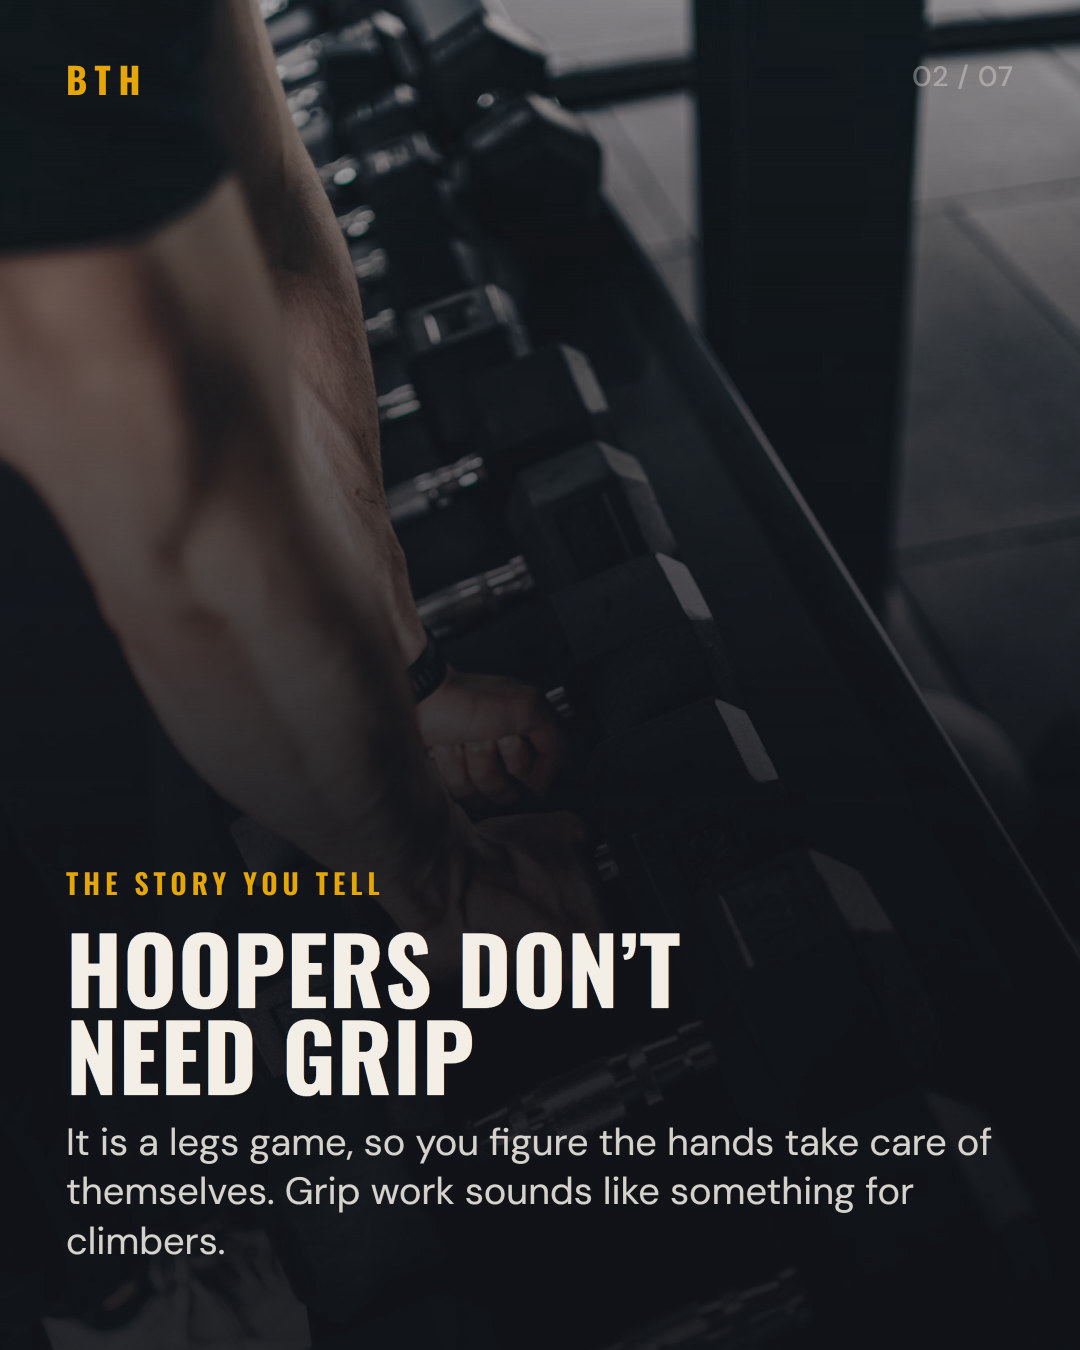 BTH
02 / 07
THE STORY YOU TELL
HOOPERS DON’T
NEED GRIP
It is a legs game, so you figure the hands take care of
themselves. Grip work sounds like something for
climbers.